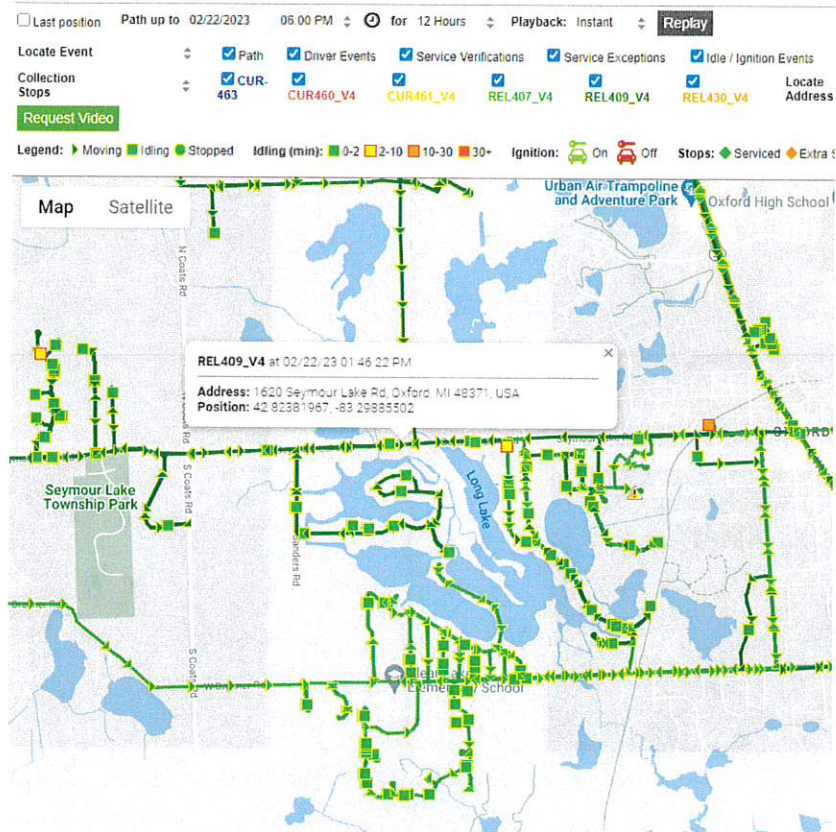 Last position Path up to 02/22/2023 06:00 PM for 12 Hours Playback: Instant Replay
Locate Event Path Driver Events Service Verifications Service Exceptions Idle / Ignition Events
Collection Stops CUR-463 CUR460_V4 CUR461_V4 REL407_V4 REL409_V4 REL430_V4 Locate Address
Request Video
Legend: Moving Idling Stopped Idling (min): 0-2 2-10 10-30 30+ Ignition: On Off Stops: Serviced Extra S
Map Satellite
Urban Air Trampoline
and Adventure Park
Oxford High School
N Coats Rd
REL409_V4 at 02/22/23 01:46:22 PM
Address: 1620 Seymour Lake Rd, Oxford, MI 48371, USA
Position: 42.82381967, -83.29885502
Seymour Lake
Township Park
S Coats Rd
Long Lake
S Coats Rd
School